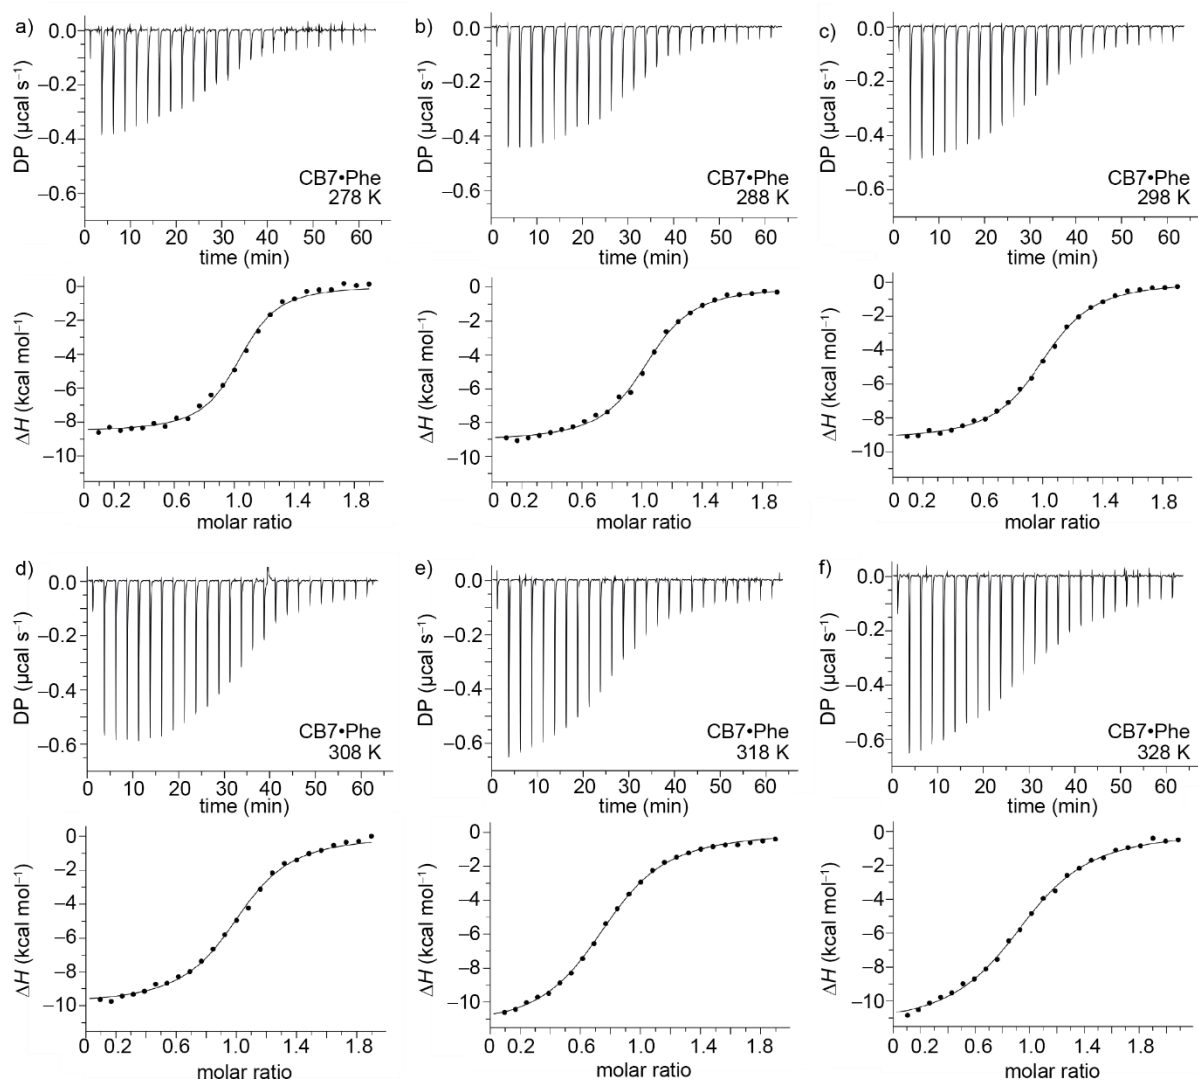 a)
0.0
−0.2
−0.4
−0.6
DP (µcal s⁻¹)
CB7•Phe
278 K
0 10 20 30 40 50 60
time (min)
0
−2
−4
−6
−8
−10
ΔH (kcal mol⁻¹)
0.2 0.6 1.0 1.4 1.8
molar ratio
b)
0.0
−0.2
−0.4
−0.6
DP (µcal s⁻¹)
CB7•Phe
288 K
0 10 20 30 40 50 60
time (min)
0
−2
−4
−6
−8
−10
ΔH (kcal mol⁻¹)
0.2 0.6 1.0 1.4 1.8
molar ratio
c)
0.0
−0.2
−0.4
−0.6
DP (µcal s⁻¹)
CB7•Phe
298 K
0 10 20 30 40 50 60
time (min)
0
−2
−4
−6
−8
−10
ΔH (kcal mol⁻¹)
0.2 0.6 1.0 1.4 1.8
molar ratio
d)
0.0
−0.2
−0.4
−0.6
DP (µcal s⁻¹)
CB7•Phe
308 K
0 10 20 30 40 50 60
time (min)
0
−2
−4
−6
−8
−10
ΔH (kcal mol⁻¹)
0.2 0.6 1.0 1.4 1.8
molar ratio
e)
0.0
−0.2
−0.4
−0.6
DP (µcal s⁻¹)
CB7•Phe
318 K
0 10 20 30 40 50 60
time (min)
0
−2
−4
−6
−8
−10
ΔH (kcal mol⁻¹)
0.2 0.6 1.0 1.4 1.8
molar ratio
f)
0.0
−0.2
−0.4
−0.6
DP (µcal s⁻¹)
CB7•Phe
328 K
0 10 20 30 40 50 60
time (min)
0
−2
−4
−6
−8
−10
ΔH (kcal mol⁻¹)
0.2 0.6 1.0 1.4 1.8
molar ratio